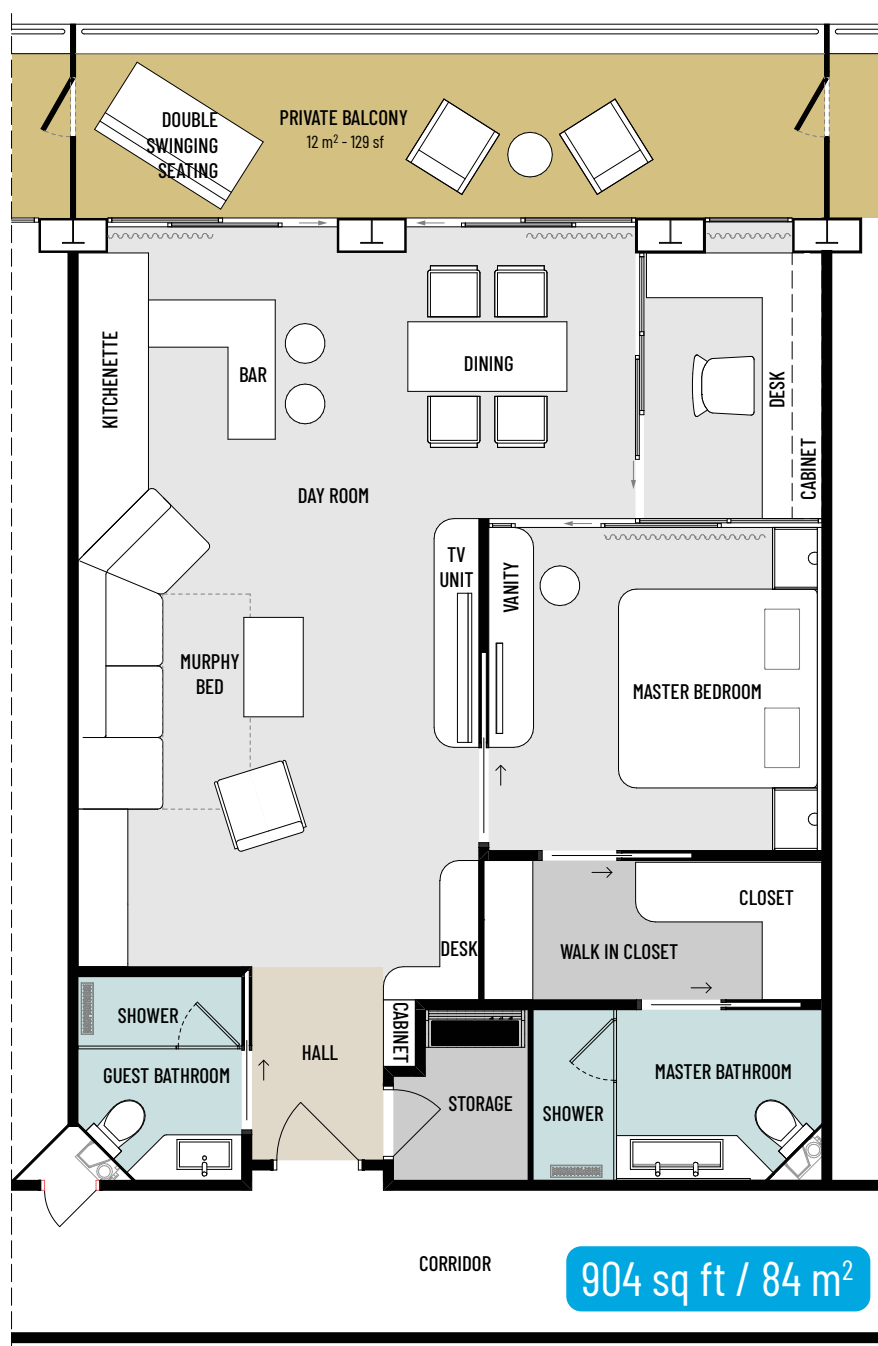 DOUBLE
SWINGING
SEATING
PRIVATE BALCONY
12 m² - 129 sf
KITCHENETTE
BAR
DINING
DESK
CABINET
DAY ROOM
TV
UNIT
VANITY
MURPHY
BED
MASTER BEDROOM
CLOSET
DESK
WALK IN CLOSET
SHOWER
CABINET
HALL
GUEST BATHROOM
MASTER BATHROOM
STORAGE
SHOWER
CORRIDOR
904 sq ft / 84 m²